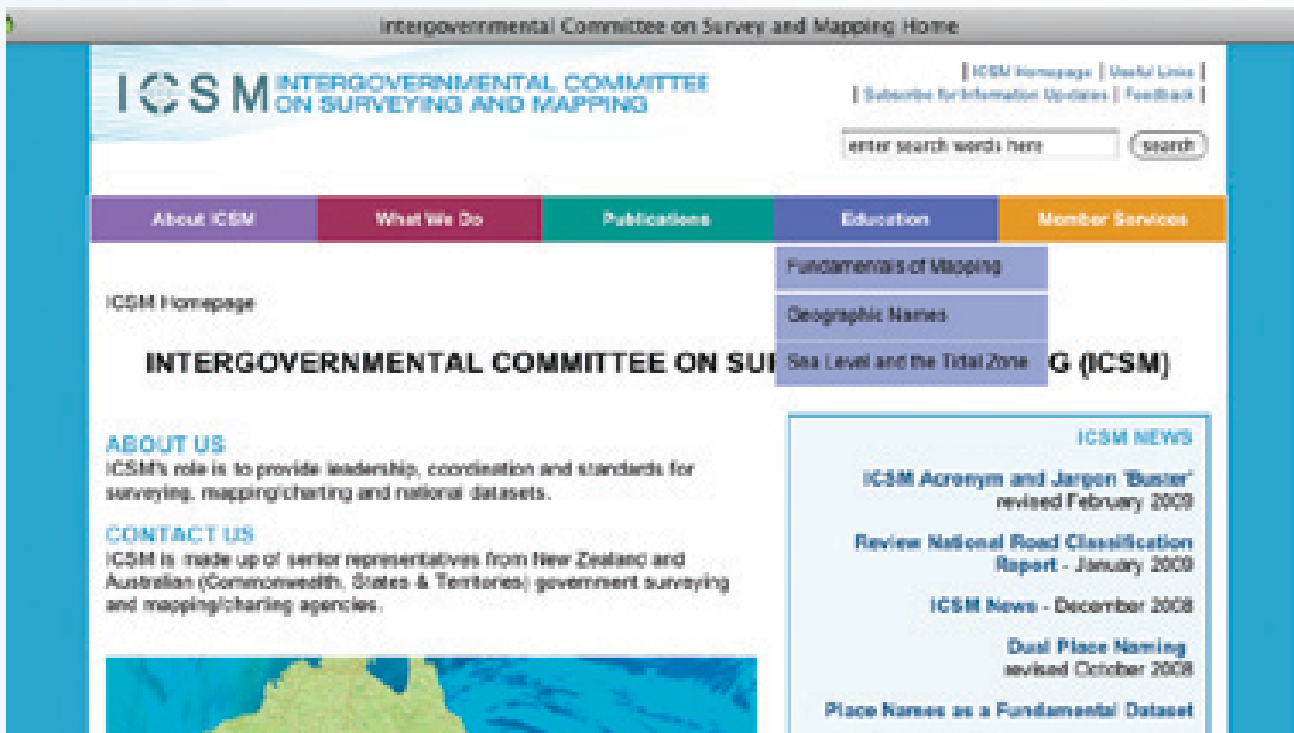 Intergovernmental Committee on Survey and Mapping Home
ICSM INTERGOVERNMENTAL COMMITTEE
ON SURVEYING AND MAPPING
| ICSM Homepage | Useful Links |
| Subscribe for Information Updates | Feedback |
enter search words here
search
About ICSM
What We Do
Publications
Education
Member Services
Fundamentals of Mapping
Geographic Names
Sea Level and the Tidal Zone
ICSM Homepage
INTERGOVERNMENTAL COMMITTEE ON SU G (ICSM)
ABOUT US
ICSM's role is to provide leadership, coordination and standards for
surveying, mapping/charting and national datasets.
CONTACT US
ICSM is made up of senior representatives from New Zealand and
Australian (Commonwealth, States & Territories) government surveying
and mapping/charting agencies.
ICSM NEWS
ICSM Acronym and Jargon 'Buster'
revised February 2009
Review National Road Classification
Report - January 2009
ICSM News - December 2008
Dual Place Naming
revised October 2008
Place Names as a Fundamental Dataset